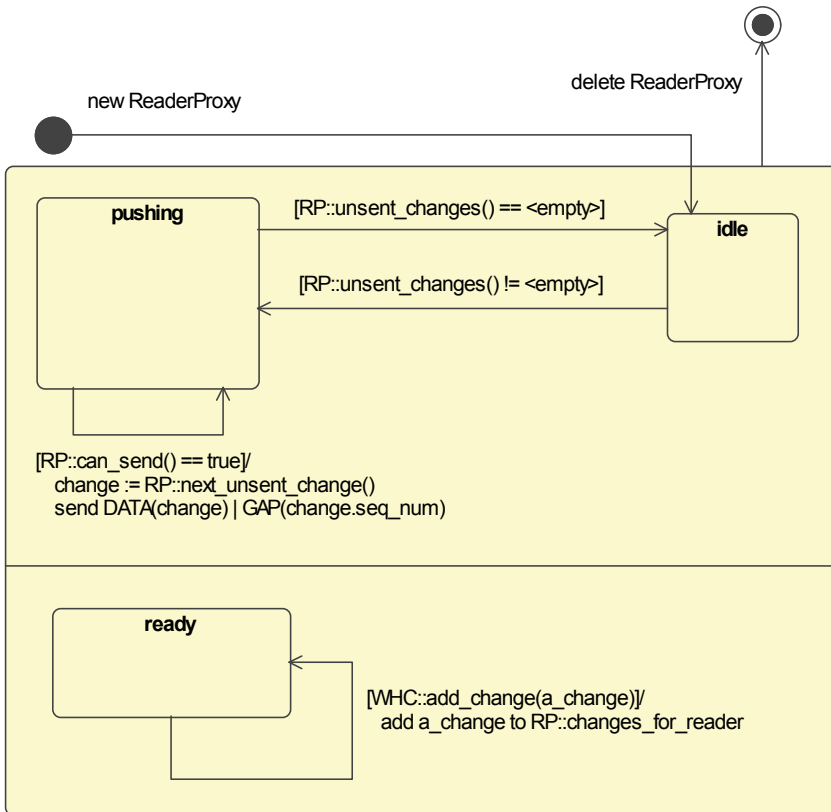 delete ReaderProxy
new ReaderProxy
pushing
[RP::unsent_changes() == <empty>]
idle
[RP::unsent_changes() != <empty>]
[RP::can_send() == true]/
change := RP::next_unsent_change()
send DATA(change) | GAP(change.seq_num)
ready
[WHC::add_change(a_change)]/
add a_change to RP::changes_for_reader